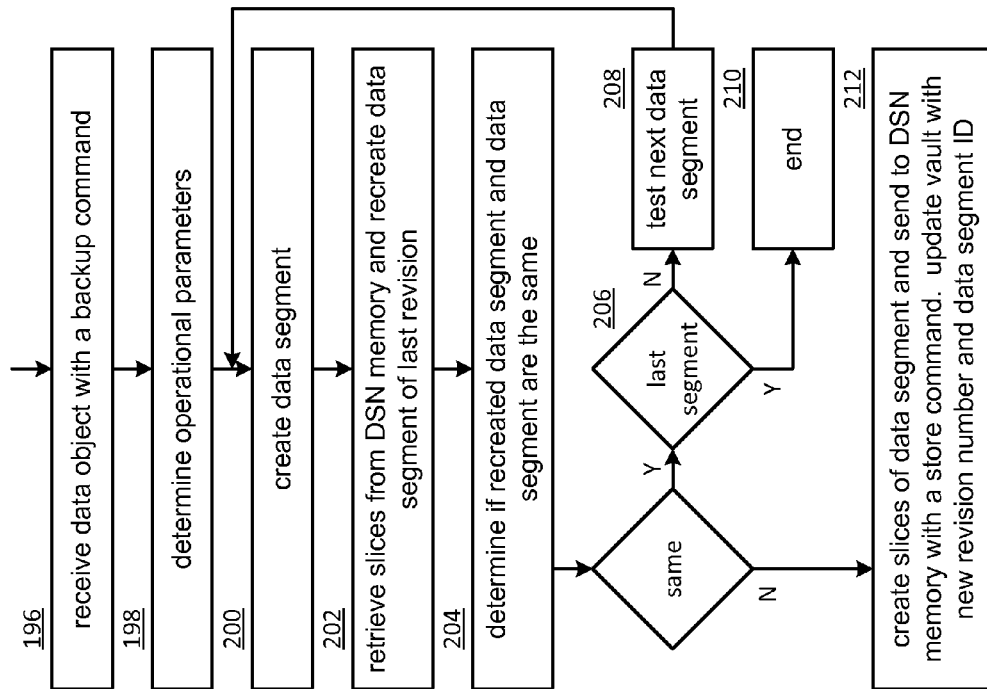 196
receive data object with a backup command
198
determine operational parameters
200
create data segment
202
retrieve slices from DSN memory and recreate data
segment of last revision
204
determine if recreated data segment and data
segment are the same
same
Y
N
206
last
segment
N
Y
208
test next data
segment
210
end
212
create slices of data segment and send to DSN
memory with a store command.  update vault with
new revision number and data segment ID